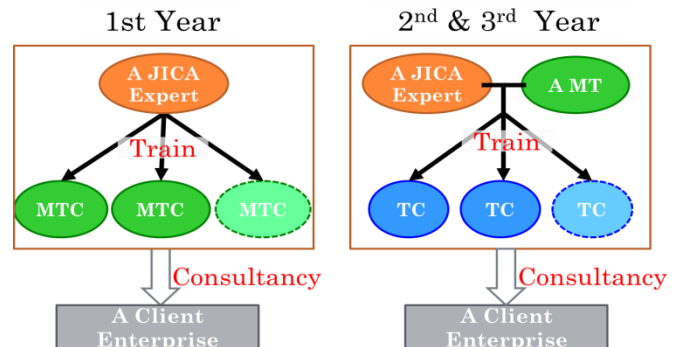 1st Year
A JICA
Expert
Train
MTC MTC MTC
Consultancy
A Client
Enterprise
2nd & 3rd Year
A JICA
Expert
A MT
Train
TC TC TC
Consultancy
A Client
Enterprise